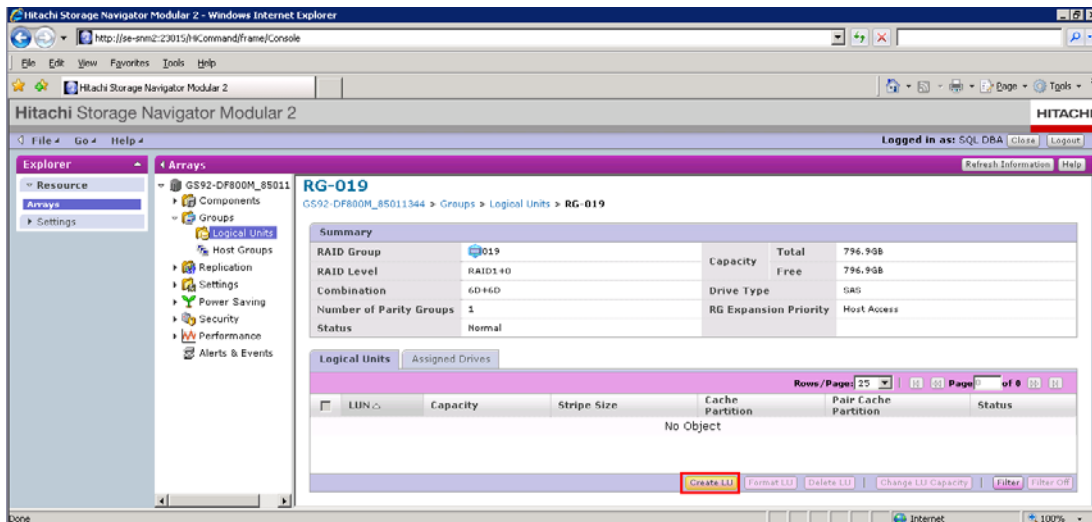 Hitachi Storage Navigator Modular 2 - Windows Internet Explorer
http://se-snm2:23015/HiCommand/frame/Console
File Edit View Favorites Tools Help
Hitachi Storage Navigator Modular 2
Page Tools
Hitachi Storage Navigator Modular 2
HITACHI
File Go Help
Logged in as: SQL DBA Close Logout
Explorer
Arrays
Refresh Information Help
Resource
Arrays
Settings
GS92-DF800M_85011
Components
Groups
Logical Units
Host Groups
Replication
Settings
Power Saving
Security
Performance
Alerts & Events
RG-019
GS92-DF800M_85011344 > Groups > Logical Units > RG-019
Summary
RAID Group 019 Capacity Total 796.9GB
RAID Level RAID1+0 Free 796.9GB
Combination 6D+6D Drive Type SAS
Number of Parity Groups 1 RG Expansion Priority Host Access
Status Normal
Logical Units Assigned Drives
Rows/Page: 25 Page 0 of 0
LUN Capacity Stripe Size Cache Partition Pair Cache Partition Status
No Object
Create LU Format LU Delete LU Change LU Capacity Filter Filter Off
Done Internet 100%